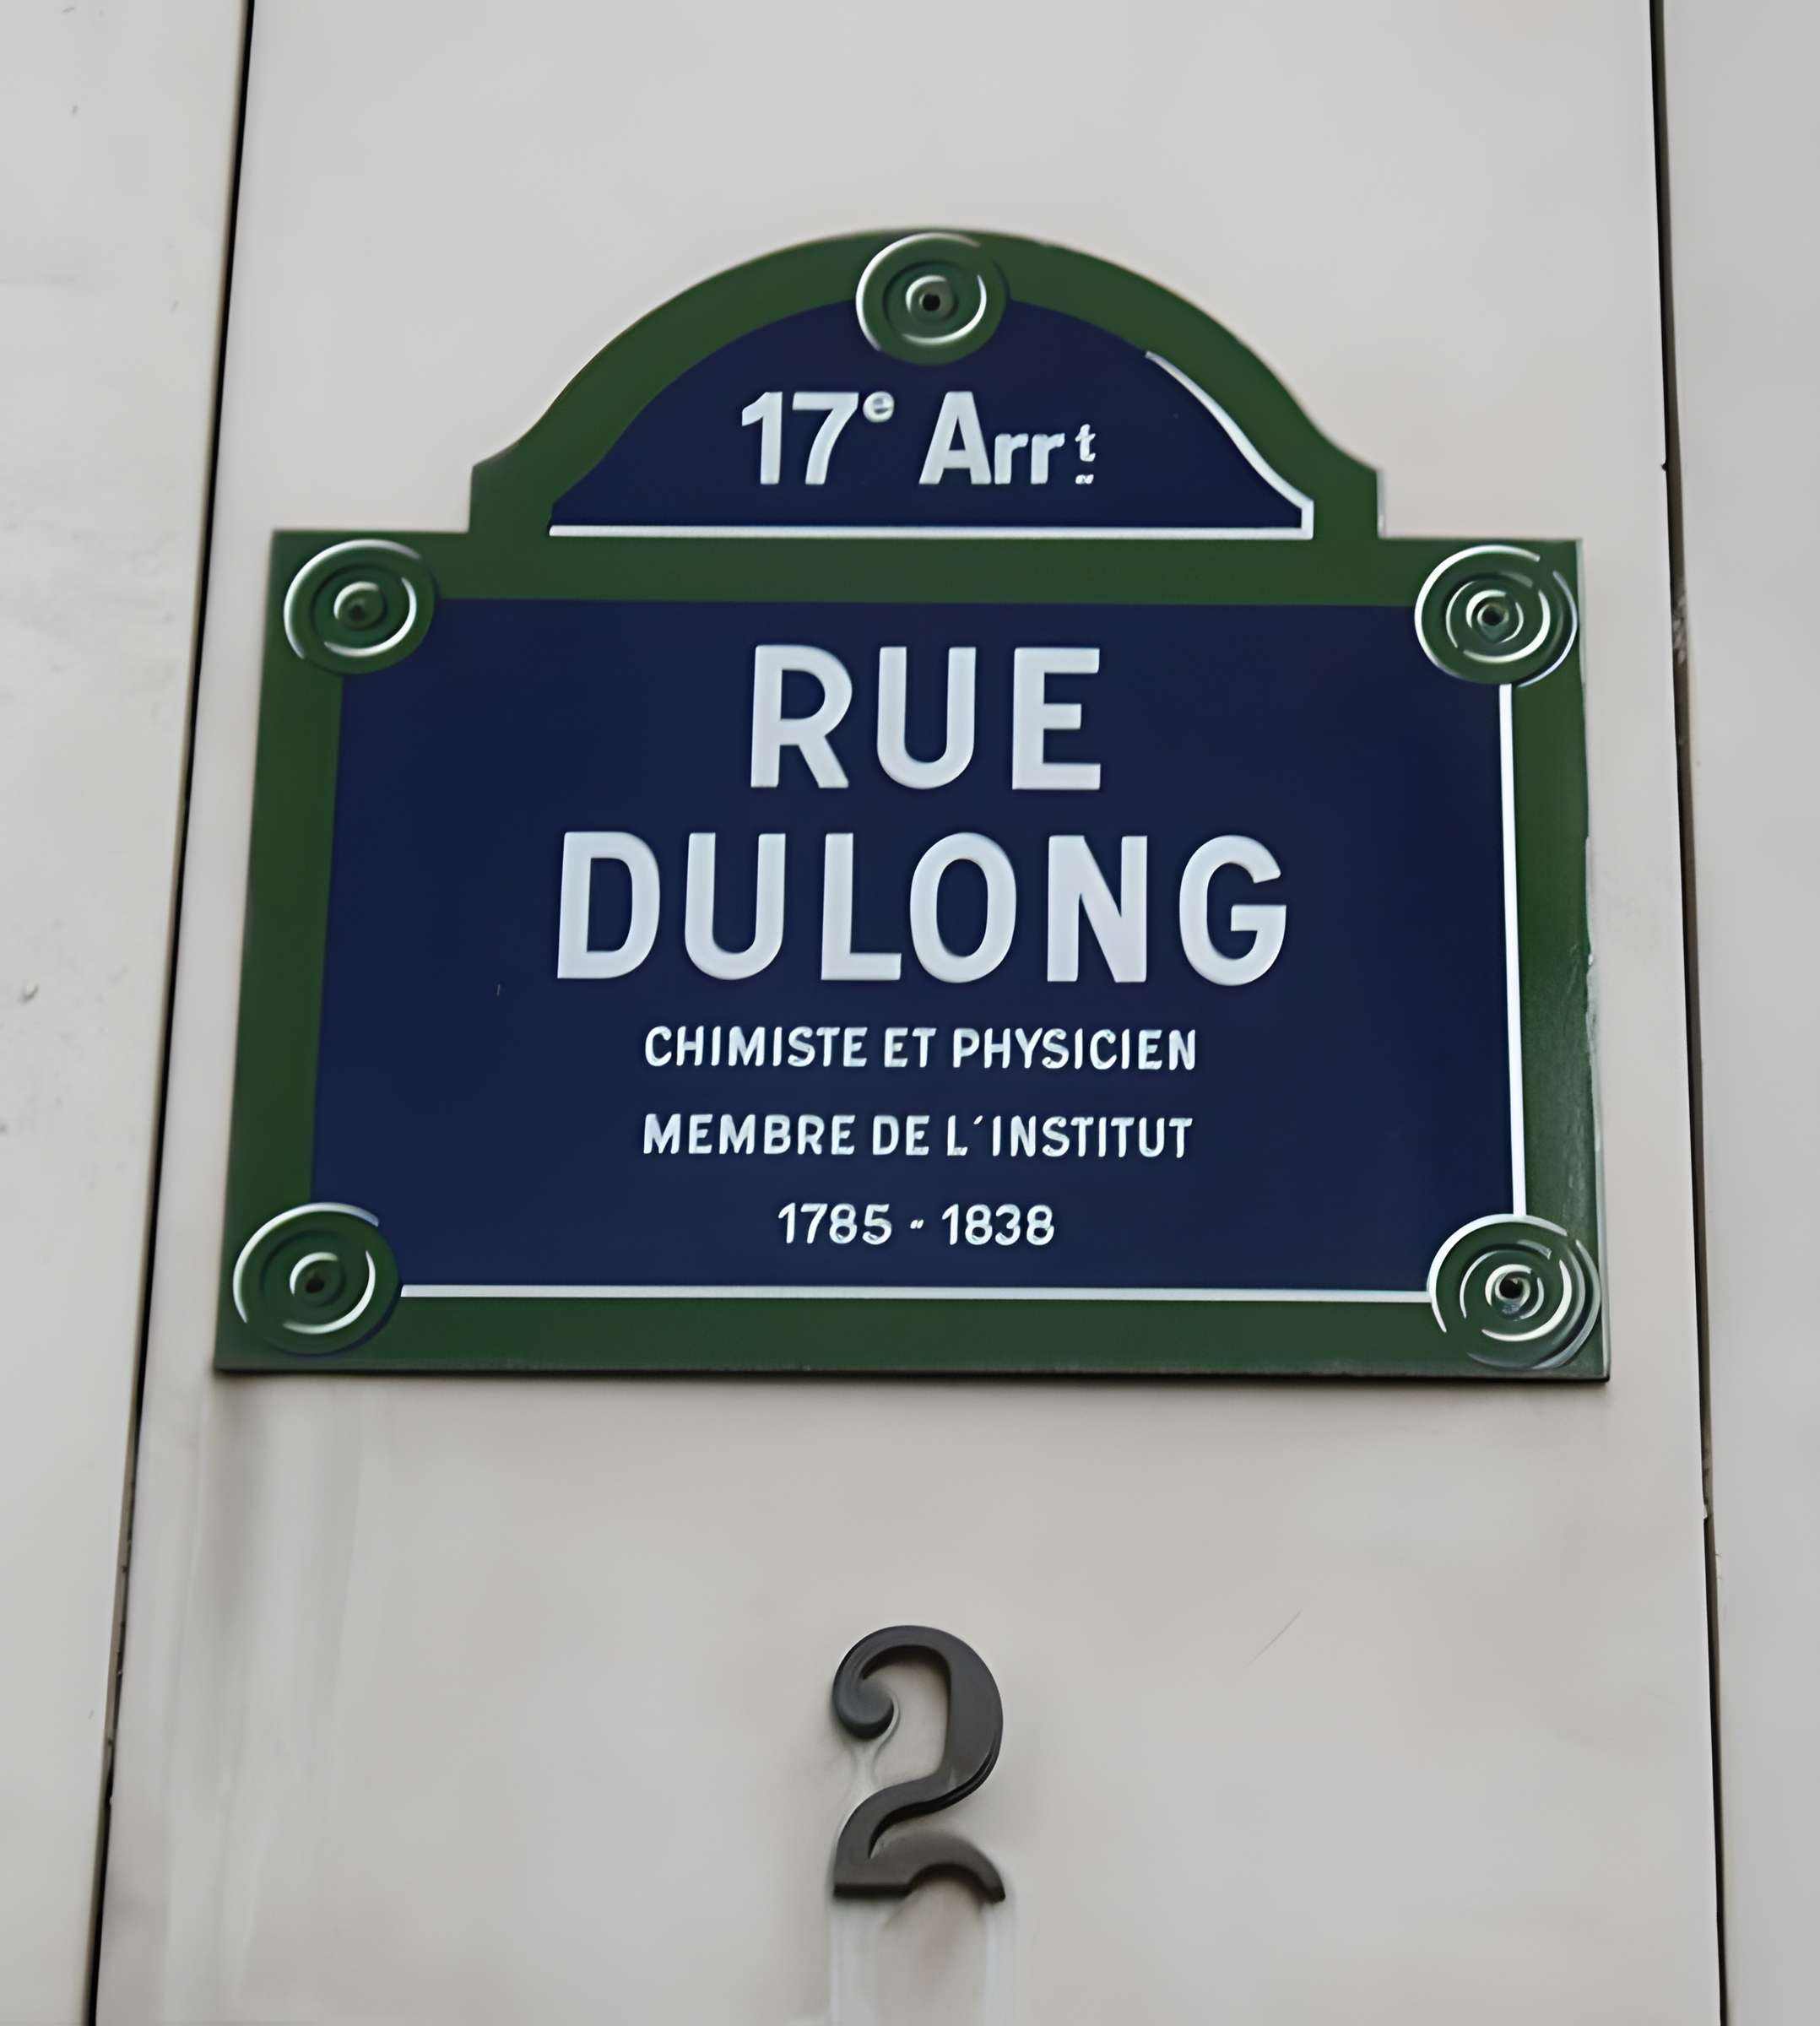 17e Arrt
RUE
DULONG
CHIMISTE ET PHYSICIEN
MEMBRE DE L'INSTITUT
1785 - 1838
2